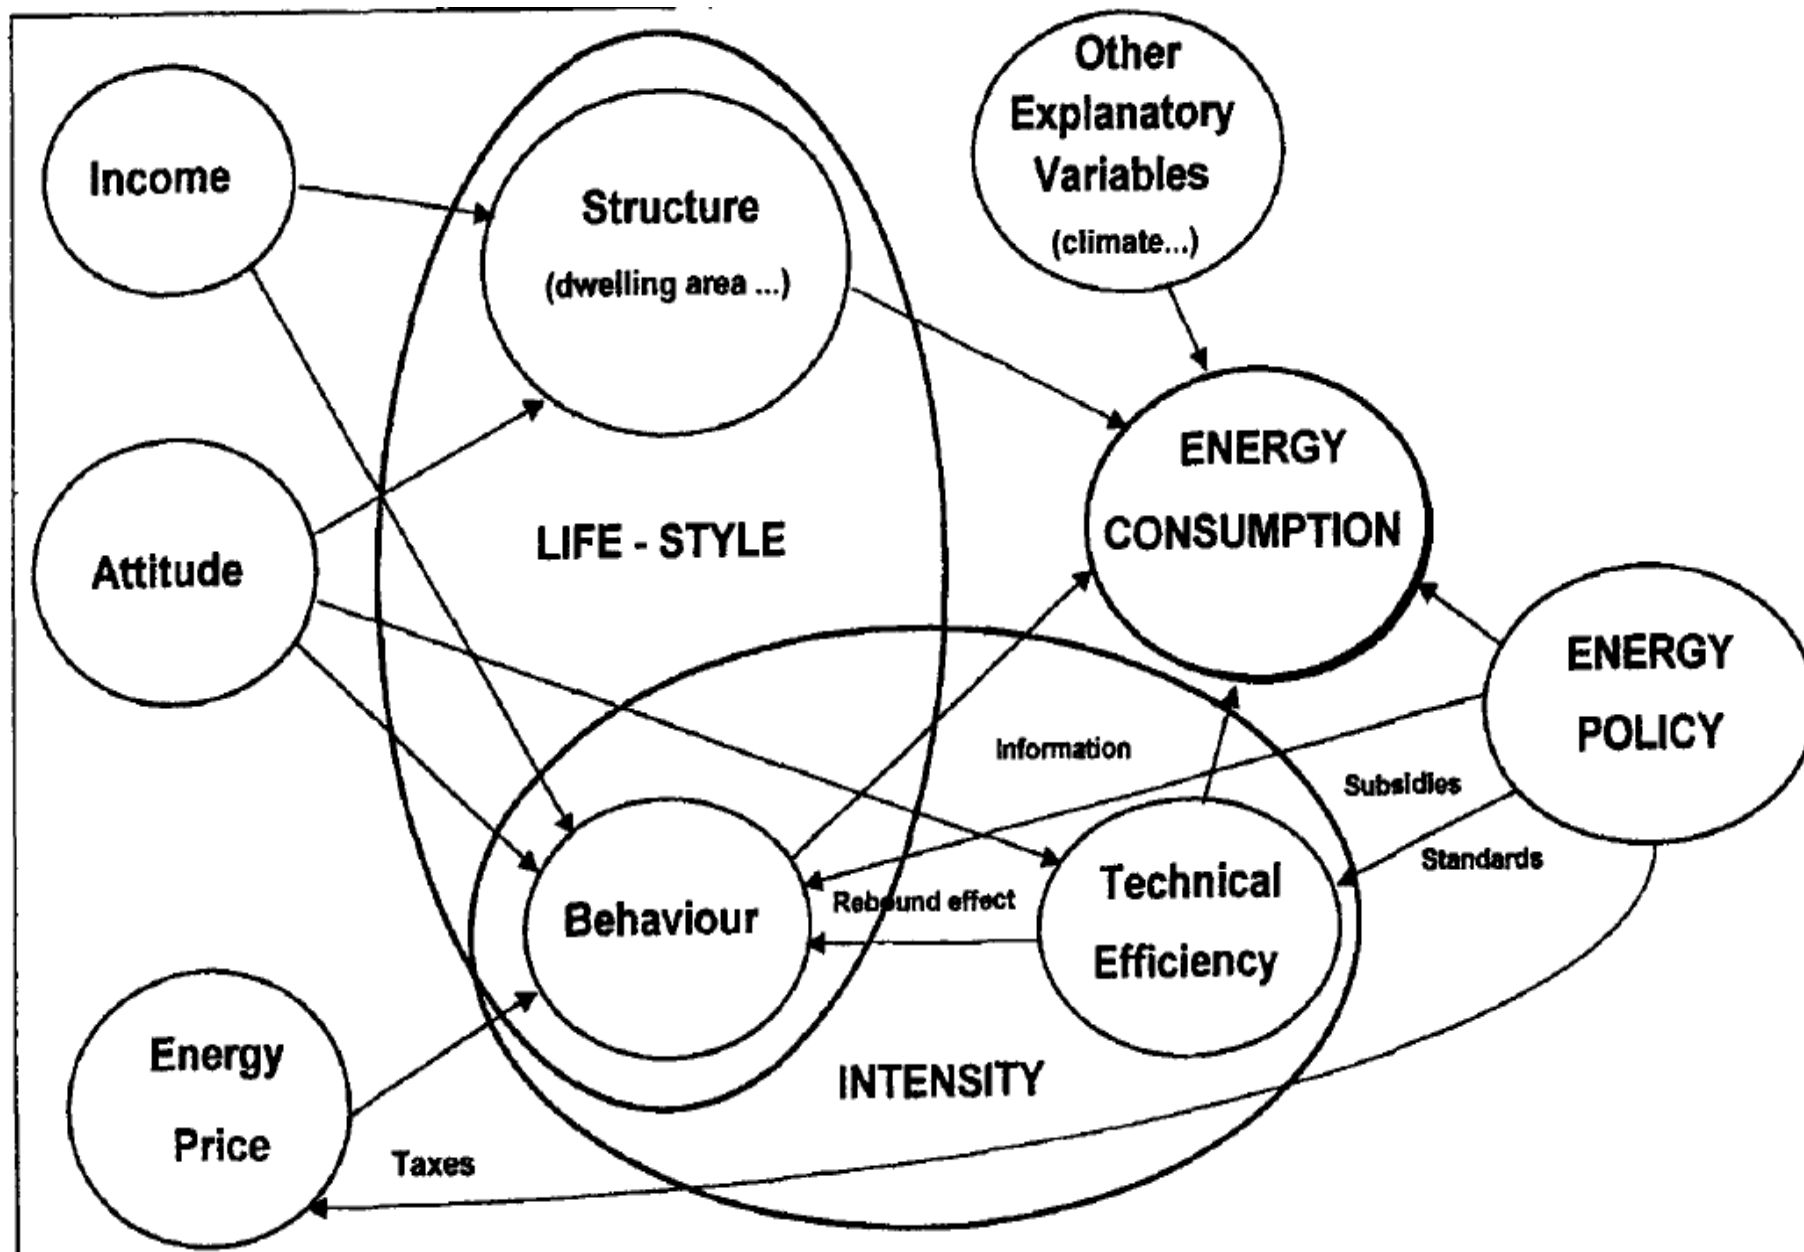 Other
Explanatory
Variables
(climate...)
Income
Structure
(dwelling area ...)
ENERGY
CONSUMPTION
LIFE - STYLE
Attitude
ENERGY
POLICY
Information
Subsidies
Standards
Behaviour
Rebound effect
Technical
Efficiency
INTENSITY
Energy
Price
Taxes